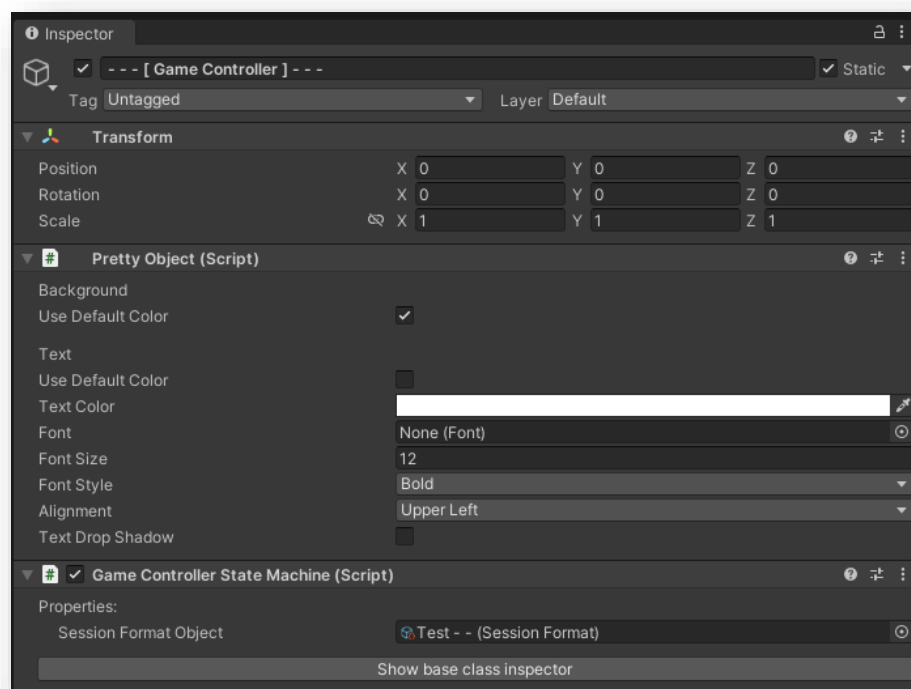 Inspector
- - - [ Game Controller ] - - -
Static
Tag Untagged Layer Default
Transform
Position X 0 Y 0 Z 0
Rotation X 0 Y 0 Z 0
Scale X 1 Y 1 Z 1
# Pretty Object (Script)
Background
Use Default Color
Text
Use Default Color
Text Color
Font None (Font)
Font Size 12
Font Style Bold
Alignment Upper Left
Text Drop Shadow
# Game Controller State Machine (Script)
Properties:
Session Format Object Test - - (Session Format)
Show base class inspector